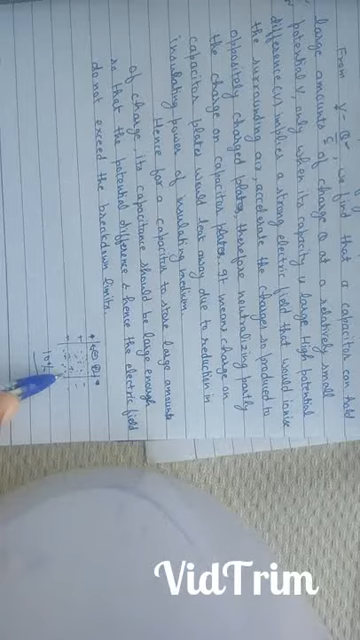 From V = Q/C, we find that a capacitor can hold
large amounts of charge Q at a relatively small
potential V, only when its capacity is large. High potential
difference (V) implies a strong electric field that would ionise
the surrounding air, accelerate the charges so produced to
oppositely charged plates, therefore neutralizing partly
the charge on capacitor plates. It means charge on
capacitor plates would leak away due to reduction in
insulating power of insulating medium.
Hence for a capacitor to store large amounts
of charge, its capacitance should be large enough
so that the potential difference & hence the electric field
do not exceed the breakdown limits.
VidTrim